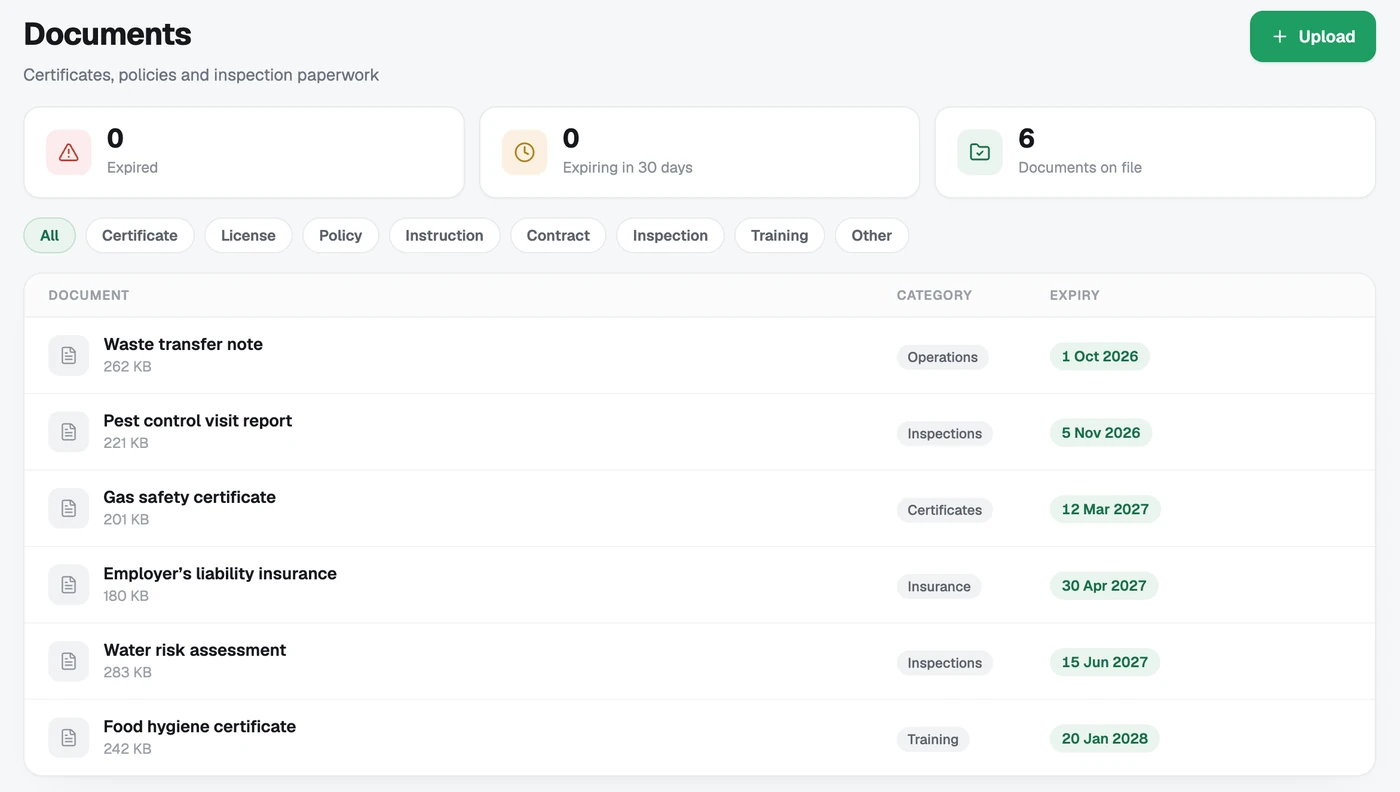 Documents
Upload
Certificates, policies and inspection paperwork
0
Expired
0
Expiring in 30 days
6
Documents on file
All
Certificate
License
Policy
Instruction
Contract
Inspection
Training
Other
DOCUMENT
CATEGORY
EXPIRY
Waste transfer note
262 KB
Operations
1 Oct 2026
Pest control visit report
221 KB
Inspections
5 Nov 2026
Gas safety certificate
201 KB
Certificates
12 Mar 2027
Employer’s liability insurance
180 KB
Insurance
30 Apr 2027
Water risk assessment
283 KB
Inspections
15 Jun 2027
Food hygiene certificate
242 KB
Training
20 Jan 2028